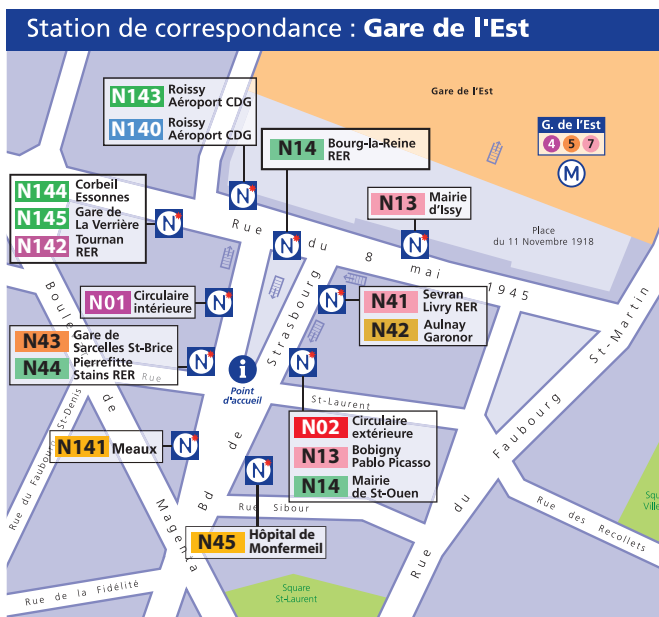 Station de correspondance : Gare de l'Est
Gare de l'Est
G. de l'Est
4 5 7
M
Place
du 11 Novembre 1918
N143 Roissy
Aéroport CDG
N140 Roissy
Aéroport CDG
N14 Bourg-la-Reine
RER
N13 Mairie
d'Issy
N144 Corbeil
Essonnes
N145 Gare de
La Verrière
N142 Tournan
RER
N
N
N
N
Rue du 8 mai 1945
N01 Circulaire
intérieure
N
N
N41 Sevran
Livry RER
N42 Aulnay
Garonor
N43 Gare de
Sarcelles St-Brice
N44 Pierrefitte
Stains RER
N
i
Point
d'accueil
N
Rue
St-Laurent
N02 Circulaire
extérieure
N13 Bobigny
Pablo Picasso
N14 Mairie
de St-Ouen
N141 Meaux
N
N
N45 Hôpital de
Monfermeil
Rue Sibour
Bd de Strasbourg
Boule de Magenta
Rue du Faubourg St-Denis
Rue du Faubourg St-Martin
Rue des Recollets
Rue de la Fidélité
Square
St-Laurent
Squ
Ville